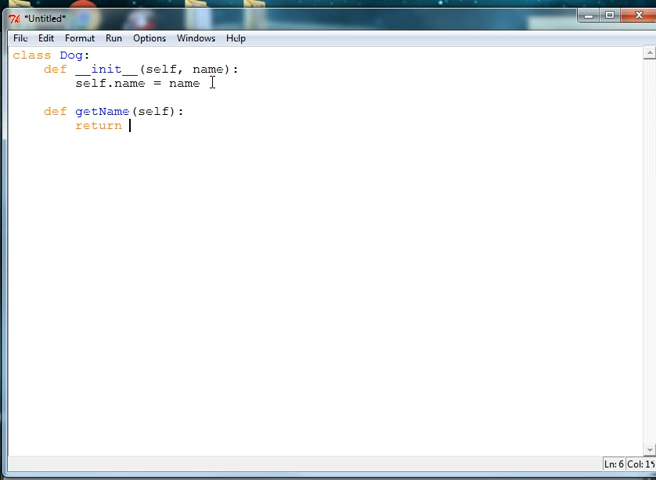 *Untitled*
File Edit Format Run Options Windows Help
class Dog:
    def __init__(self, name):
        self.name = name
    def getName(self):
        return
Ln: 6 Col: 15